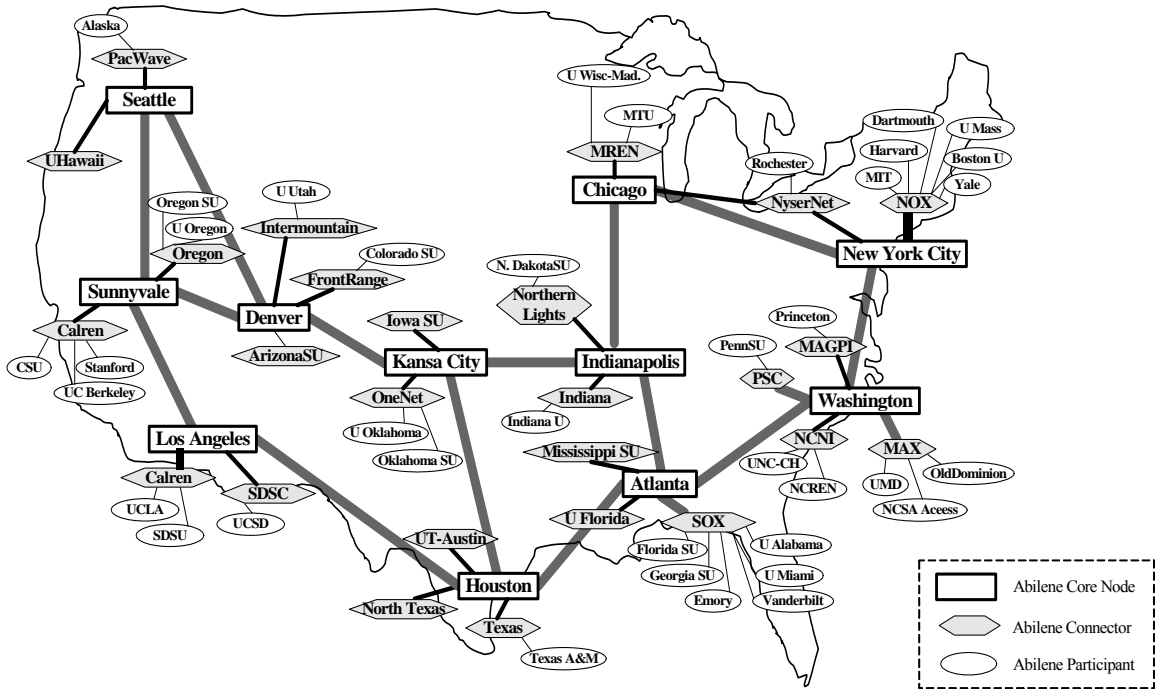 Alaska
PacWave
Seattle
UHawaii
U Wisc-Mad.
MTU
MREN
Chicago
Rochester
NyserNet
Dartmouth
U Mass
Harvard
Boston U
MIT
Yale
NOX
New York City
Oregon SU
U Oregon
Oregon
Sunnyvale
Calren
CSU
Stanford
UC Berkeley
U Utah
Intermountain
Colorado SU
FrontRange
Denver
ArizonaSU
Iowa SU
Kansa City
OneNet
U Oklahoma
Oklahoma SU
N. DakotaSU
Northern
Lights
Indianapolis
Indiana
Indiana U
Princeton
MAGPI
PennSU
PSC
Washington
NCNI
UNC-CH
NCREN
MAX
UMD
OldDominion
NCSA Aceess
Los Angeles
Calren
UCLA
SDSU
SDSC
UCSD
Mississippi SU
Atlanta
U Florida
SOX
Florida SU
Georgia SU
Emory
U Alabama
U Miami
Vanderbilt
UT-Austin
Houston
North Texas
Texas
Texas A&M
Abilene Core Node
Abilene Connector
Abilene Participant